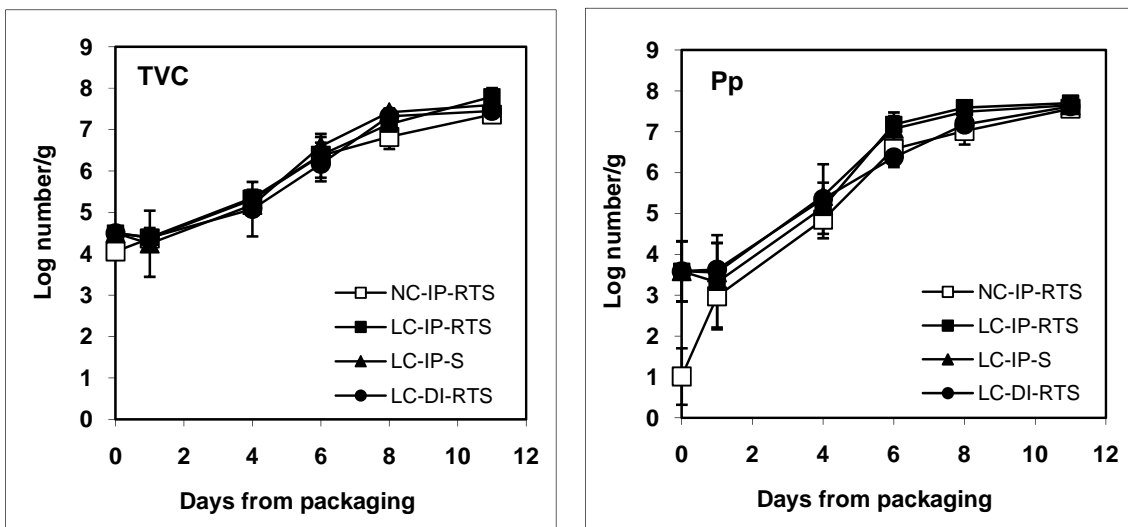 TVC
Log number/g
9
8
7
6
5
4
3
2
1
0
0 2 4 6 8 10 12
Days from packaging
NC-IP-RTS
LC-IP-RTS
LC-IP-S
LC-DI-RTS
Pp
Log number/g
9
8
7
6
5
4
3
2
1
0
0 2 4 6 8 10 12
Days from packaging
NC-IP-RTS
LC-IP-RTS
LC-IP-S
LC-DI-RTS